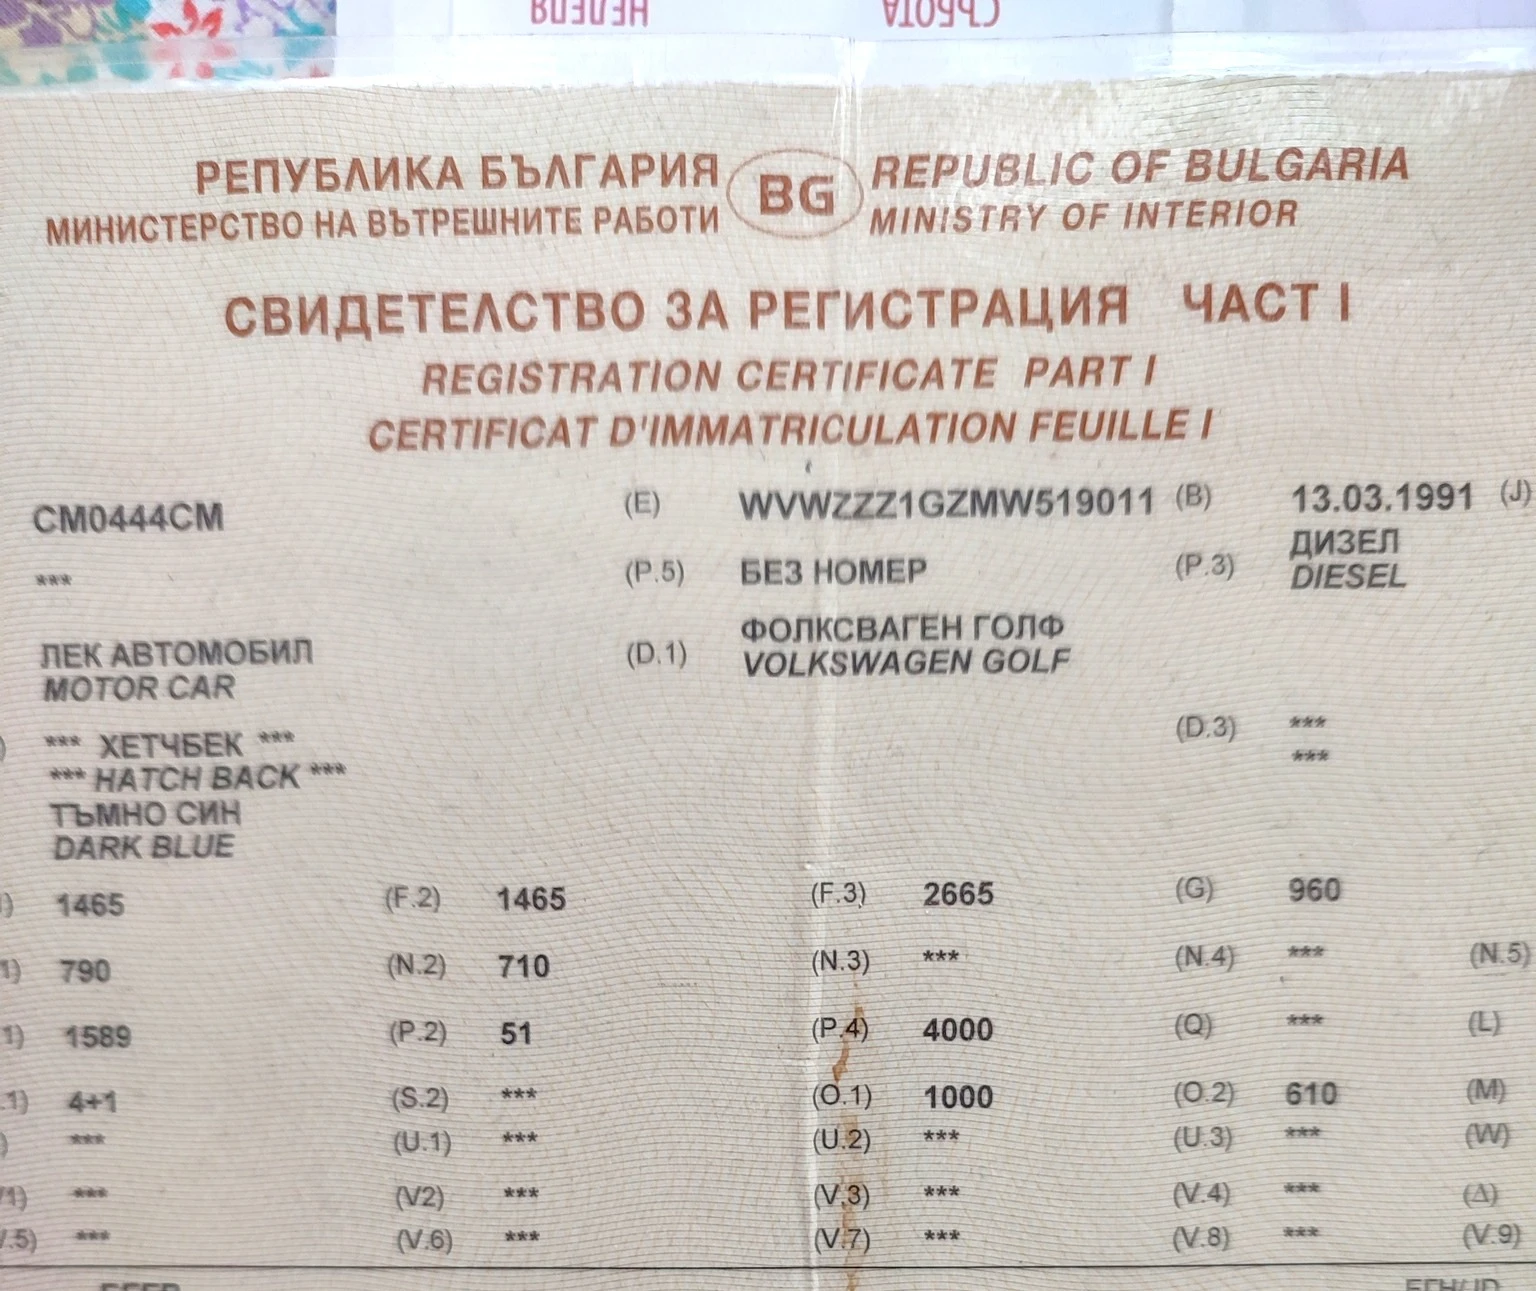 НЕДЕЛЯ СЪБОТА
РЕПУБЛИКА БЪЛГАРИЯ BG REPUBLIC OF BULGARIA
МИНИСТЕРСТВО НА ВЪТРЕШНИТЕ РАБОТИ MINISTRY OF INTERIOR
СВИДЕТЕЛСТВО ЗА РЕГИСТРАЦИЯ ЧАСТ I
REGISTRATION CERTIFICATE PART I
CERTIFICAT D'IMMATRICULATION FEUILLE I
CM0444CM (E) WVWZZZ1GZMW519011 (B) 13.03.1991 (J)
*** (P.5) БЕЗ НОМЕР (P.3) ДИЗЕЛ
DIESEL
ЛЕК АВТОМОБИЛ (D.1) ФОЛКСВАГЕН ГОЛФ
MOTOR CAR VOLKSWAGEN GOLF
(D.3) ***
***
*** ХЕТЧБЕК ***
*** HATCH BACK ***
ТЪМНО СИН
DARK BLUE
1465 (F.2) 1465 (F.3) 2665 (G) 960
790 (N.2) 710 (N.3) *** (N.4) *** (N.5)
1589 (P.2) 51 (P.4) 4000 (Q) *** (L)
4+1 (S.2) *** (O.1) 1000 (O.2) 610 (M)
*** (U.1) *** (U.2) *** (U.3) *** (W)
*** (V2) *** (V.3) *** (V.4) *** (Δ)
*** (V.6) *** (V.7) *** (V.8) *** (V.9)